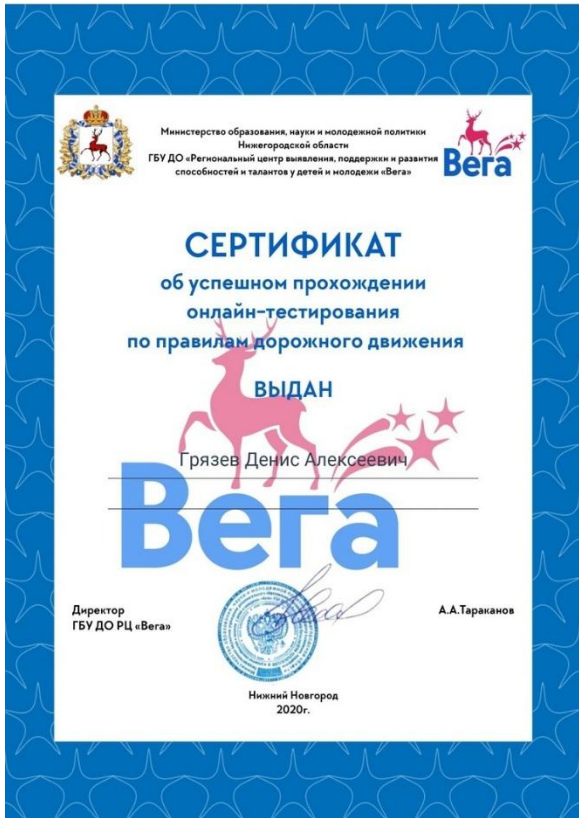 Министерство образования, науки и молодежной политики
Нижегородской области
ГБУ ДО «Региональный центр выявления, поддержки и развития
способностей и талантов у детей и молодежи «Вега»
Вега
СЕРТИФИКАТ
об успешном прохождении
онлайн-тестирования
по правилам дорожного движения
ВЫДАН
Грязев Денис Алексеевич
Вега
Директор
ГБУ ДО РЦ «Вега»
А.А.Тараканов
Нижний Новгород
2020г.